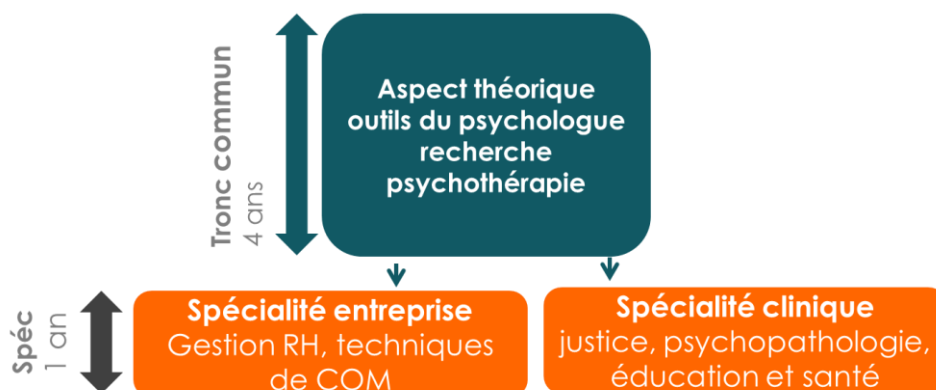 Tronc commun
4 ans
Aspect théorique
outils du psychologue
recherche
psychothérapie
Spéc
1 an
Spécialité entreprise
Gestion RH, techniques
de COM
Spécialité clinique
justice, psychopathologie,
éducation et santé